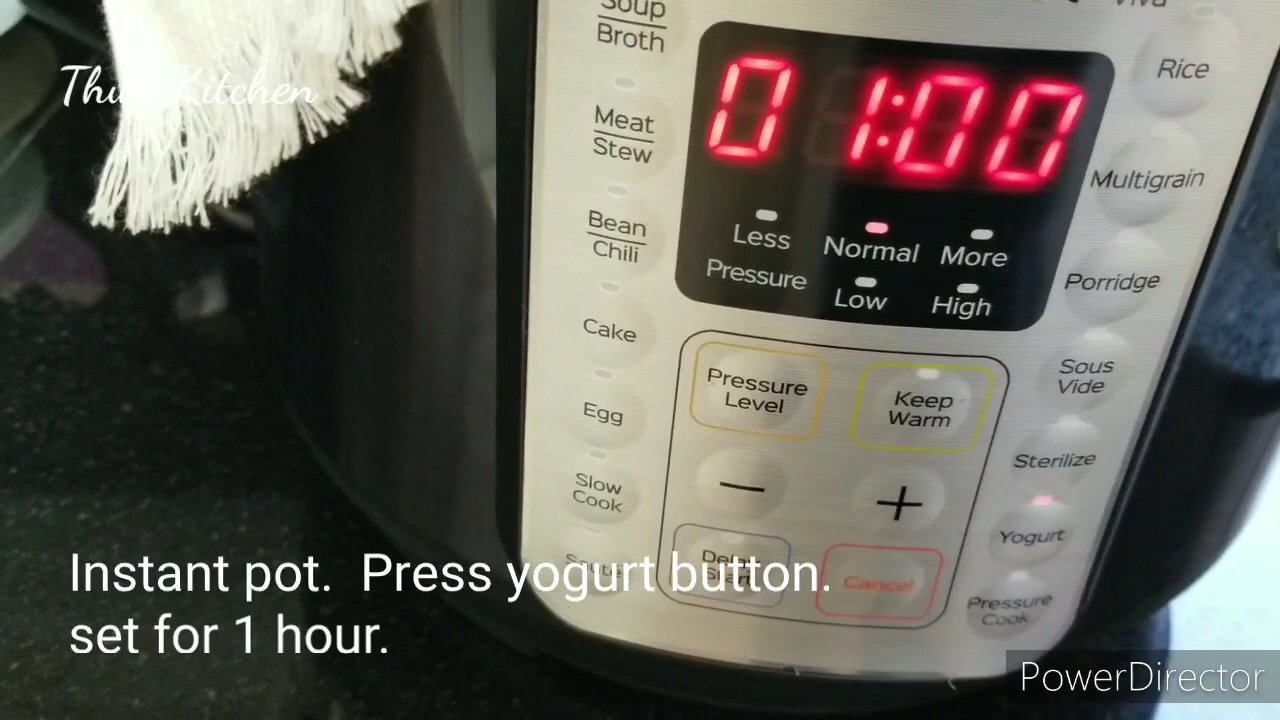 Viva
Soup
Broth
Meat
Stew
Bean
Chili
Cake
Egg
Slow
Cook
01:00
Less
Normal
More
Pressure
Low
High
Pressure
Level
Keep
Warm
−
+
Cancel
Rice
Multigrain
Porridge
Sous
Vide
Sterilize
Yogurt
Pressure
Cook
Kitchen
Instant pot. Press yogurt button.
set for 1 hour.
PowerDirector